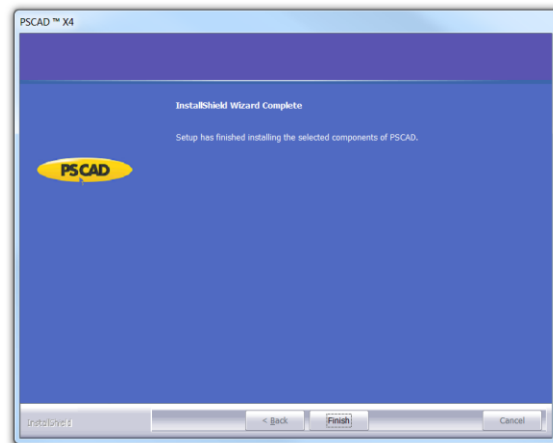 PSCAD ™ X4
InstallShield Wizard Complete
Setup has finished installing the selected components of PSCAD.
PSCAD
InstallShield
< Back
Finish
Cancel